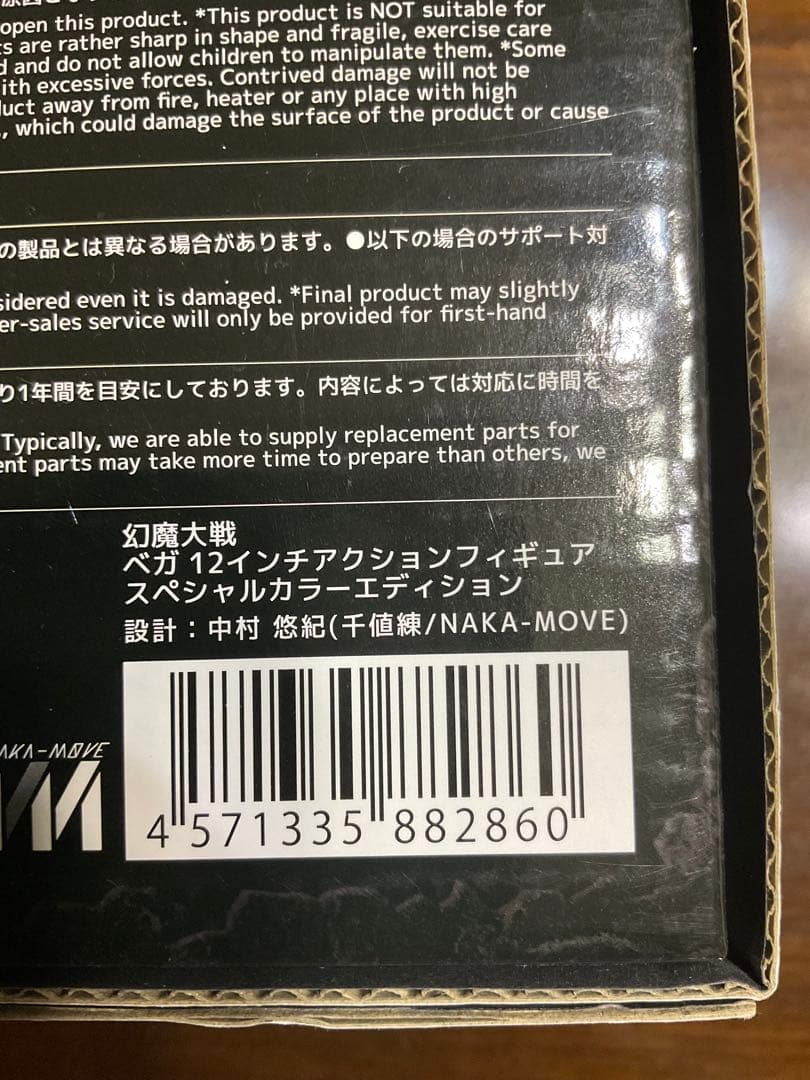 open this product. *This product is NOT suitable for
are rather sharp in shape and fragile, exercise care
and do not allow children to manipulate them. *Some
ith excessive forces. Contrived damage will not be
uct away from fire, heater or any place with high
, which could damage the surface of the product or cause
の製品とは異なる場合があります。●以下の場合のサポート対
sidered even it is damaged. *Final product may slightly
er-sales service will only be provided for first-hand
り1年間を目安にしております。内容によっては対応に時間を
Typically, we are able to supply replacement parts for
ent parts may take more time to prepare than others, we
幻魔大戦
ベガ 12インチアクションフィギュア
スペシャルカラーエディション
設計：中村 悠紀(千値練/NAKA-MOVE)
AKA-MOVE
4 571335 882860